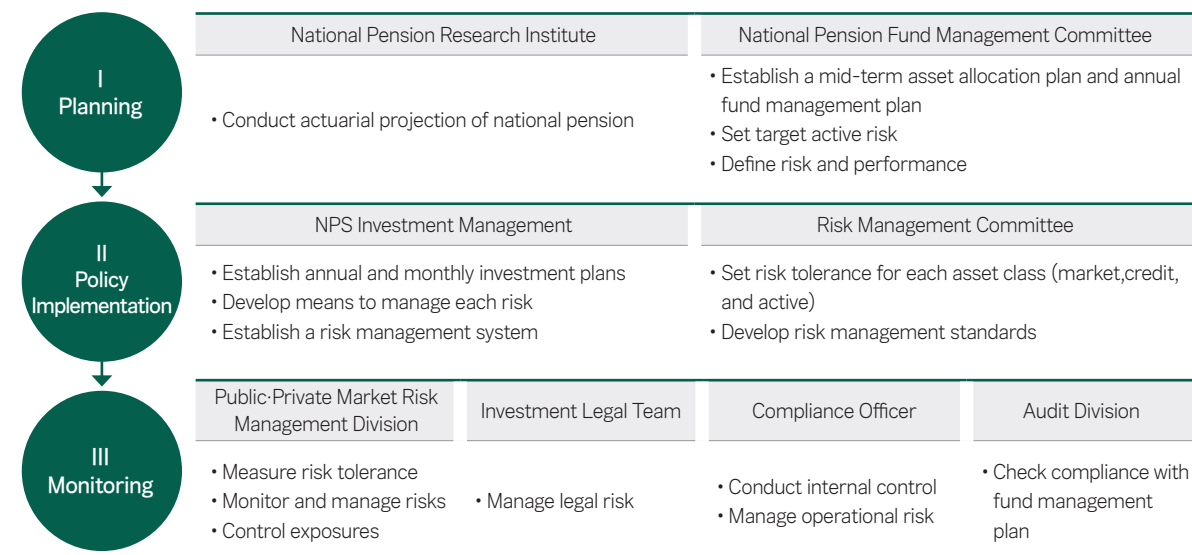 I
Planning
National Pension Research Institute
• Conduct actuarial projection of national pension
National Pension Fund Management Committee
• Establish a mid-term asset allocation plan and annual
fund management plan
• Set target active risk
• Define risk and performance
II
Policy
Implementation
NPS Investment Management
• Establish annual and monthly investment plans
• Develop means to manage each risk
• Establish a risk management system
Risk Management Committee
• Set risk tolerance for each asset class (market,credit,
and active)
• Develop risk management standards
III
Monitoring
Public·Private Market Risk
Management Division
• Measure risk tolerance
• Monitor and manage risks
• Control exposures
Investment Legal Team
• Manage legal risk
Compliance Officer
• Conduct internal control
• Manage operational risk
Audit Division
• Check compliance with
fund management
plan